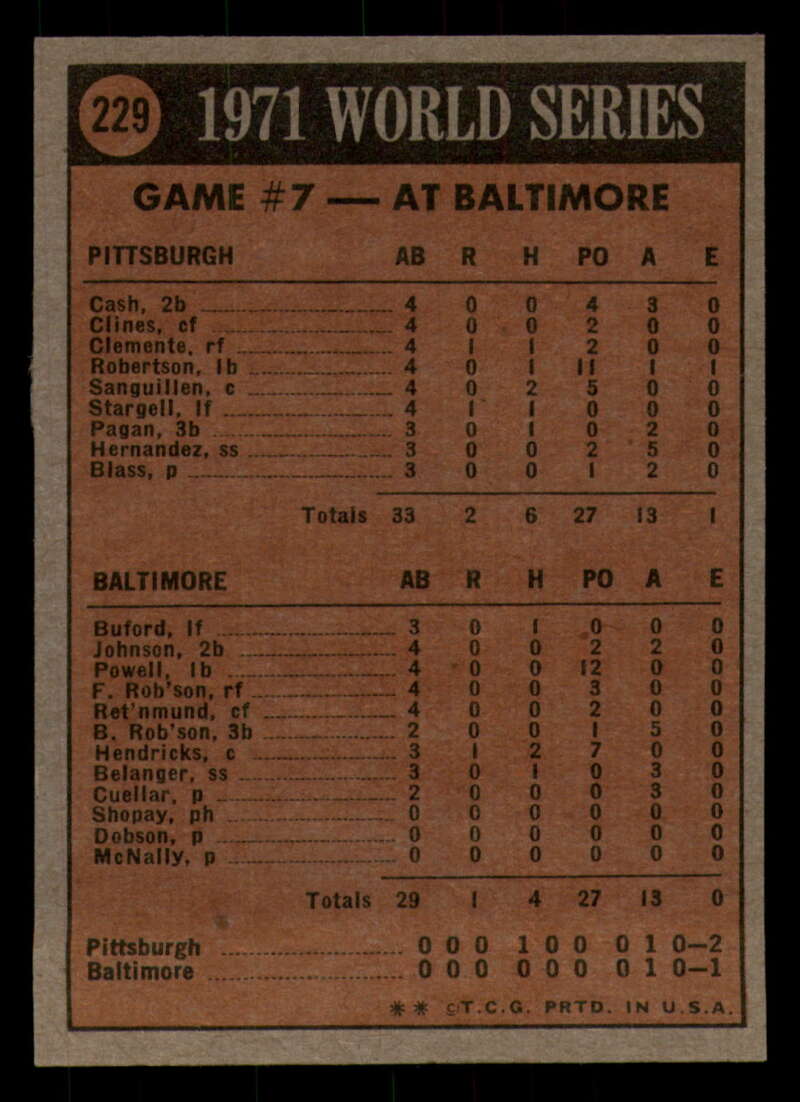 229 1971 WORLD SERIES
GAME #7 — AT BALTIMORE
PITTSBURGH AB R H PO A E
Cash, 2b 4 0 0 4 3 0
Clines, cf 4 0 0 2 0 0
Clemente, rf 4 1 1 2 0 0
Robertson, 1b 4 0 1 11 1 1
Sanguillen, c 4 0 2 5 0 0
Stargell, lf 4 1 1 0 0 0
Pagan, 3b 3 0 1 0 2 0
Hernandez, ss 3 0 0 2 5 0
Blass, p 3 0 0 1 2 0
Totals 33 2 6 27 13 1
BALTIMORE AB R H PO A E
Buford, lf 3 0 1 0 0 0
Johnson, 2b 4 0 0 2 2 0
Powell, 1b 4 0 0 12 0 0
F. Rob'son, rf 4 0 0 3 0 0
Ret'nmund, cf 4 0 0 2 0 0
B. Rob'son, 3b 2 0 0 1 5 0
Hendricks, c 3 1 2 7 0 0
Belanger, ss 3 0 1 0 3 0
Cuellar, p 2 0 0 0 3 0
Shopay, ph 0 0 0 0 0 0
Dobson, p 0 0 0 0 0 0
McNally, p 0 0 0 0 0 0
Totals 29 1 4 27 13 0
Pittsburgh 0 0 0 1 0 0 0 1 0—2
Baltimore 0 0 0 0 0 0 0 1 0—1
** ©T.C.G. PRTD. IN U.S.A.